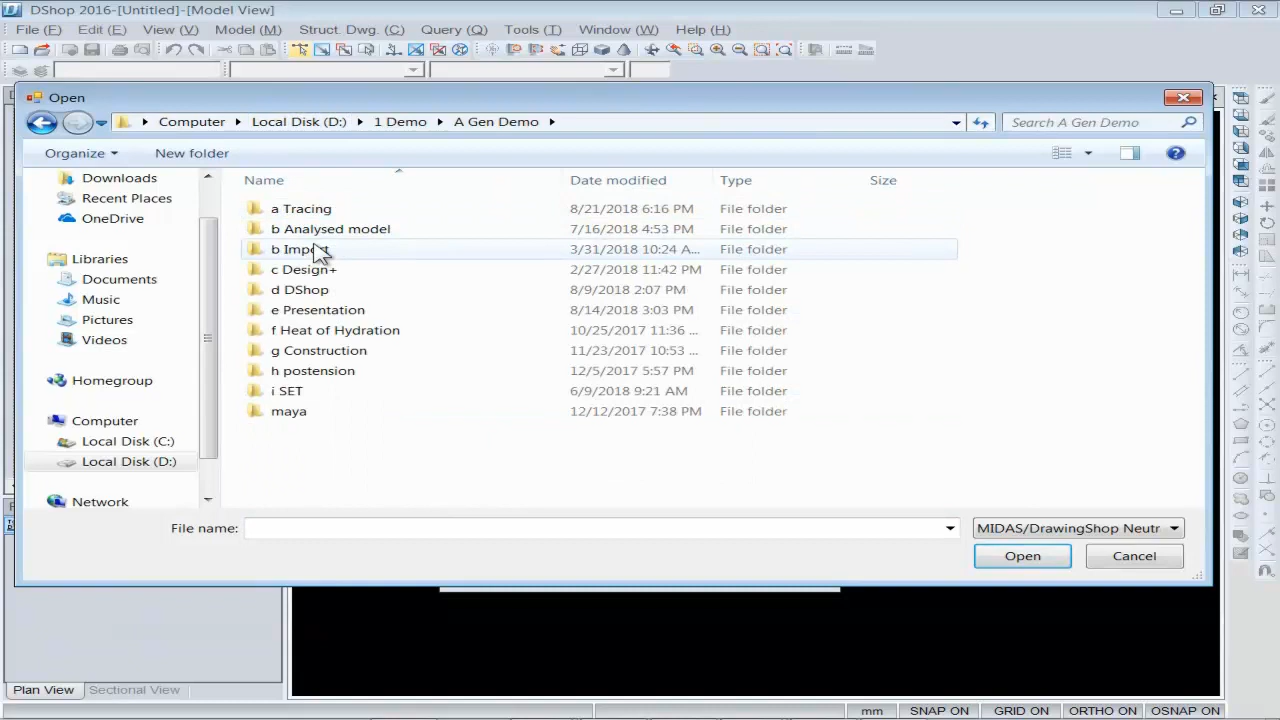 DShop 2016-[Untitled]-[Model View]
File (F) Edit (E) View (V) Model (M) Struct. Dwg. (C) Query (Q) Tools (T) Window (W) Help (H)
Open
Computer Local Disk (D:) 1 Demo A Gen Demo Search A Gen Demo
Organize New folder
Downloads
Recent Places
OneDrive
Libraries
Documents
Music
Pictures
Videos
Homegroup
Computer
Local Disk (C:)
Local Disk (D:)
Network
Name Date modified Type Size
a Tracing 8/21/2018 6:16 PM File folder
b Analysed model 7/16/2018 4:53 PM File folder
b Import 3/31/2018 10:24 A... File folder
c Design+ 2/27/2018 11:42 PM File folder
d DShop 8/9/2018 2:07 PM File folder
e Presentation 8/14/2018 3:03 PM File folder
f Heat of Hydration 10/25/2017 11:36 ... File folder
g Construction 11/23/2017 10:53 ... File folder
h postension 12/5/2017 5:57 PM File folder
i SET 6/9/2018 9:21 AM File folder
maya 12/12/2017 7:38 PM File folder
File name: MIDAS/DrawingShop Neutr
Open Cancel
Plan View Sectional View
mm SNAP ON GRID ON ORTHO ON OSNAP ON